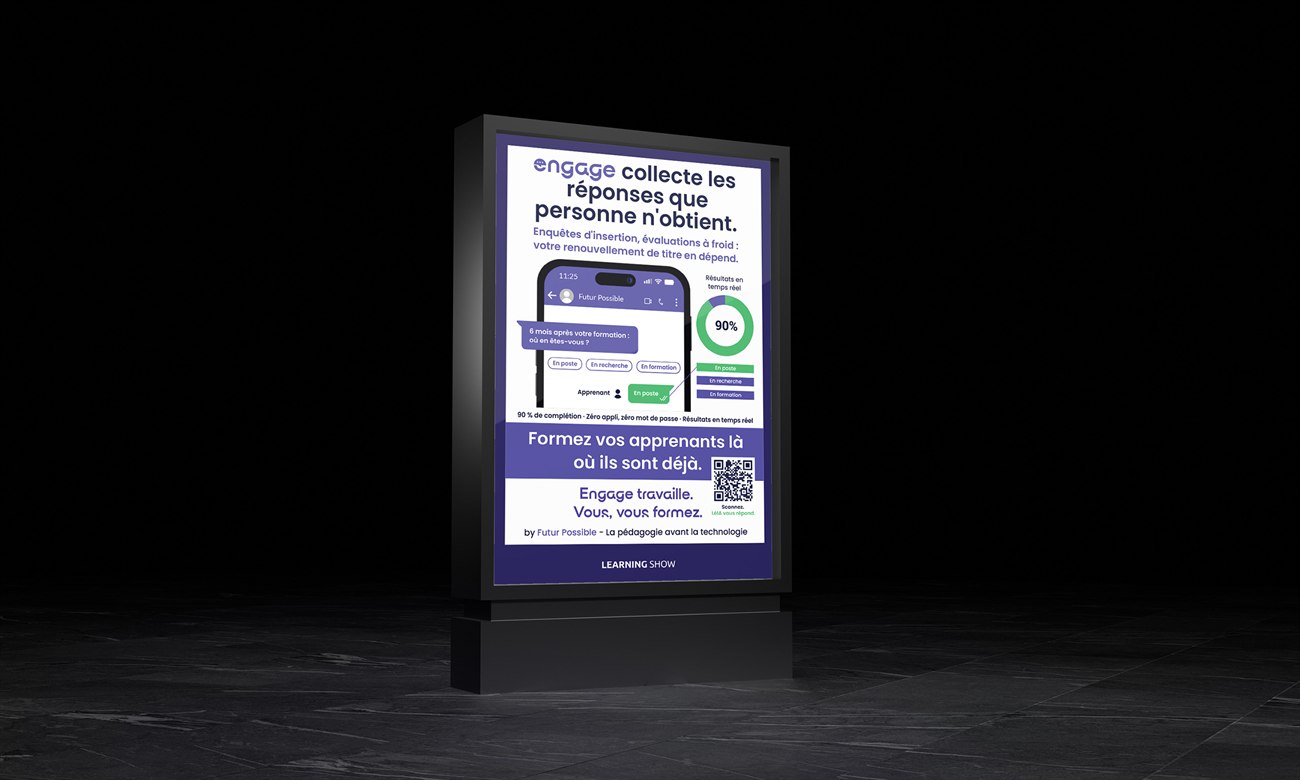 engage collecte les
réponses que
personne n'obtient.
Enquêtes d'insertion, évaluations à froid :
votre renouvellement de titre en dépend.
11:25
Futur Possible
6 mois après votre formation :
où en êtes-vous ?
En poste
En recherche
En formation
Apprenant
En poste
Résultats en
temps réel
90%
En poste
En recherche
En formation
90 % de complétion · Zéro appli, zéro mot de passe · Résultats en temps réel
Formez vos apprenants là
où ils sont déjà.
Engage travaille.
Vous, vous formez.
Scannez.
Léià vous répond
by Futur Possible - La pédagogie avant la technologie
LEARNING SHOW